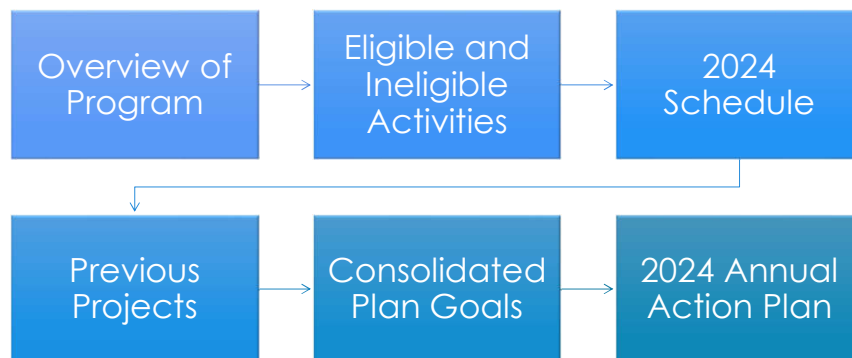 Overview of
Program
Eligible and
Ineligible
Activities
2024
Schedule
Previous
Projects
Consolidated
Plan Goals
2024 Annual
Action Plan